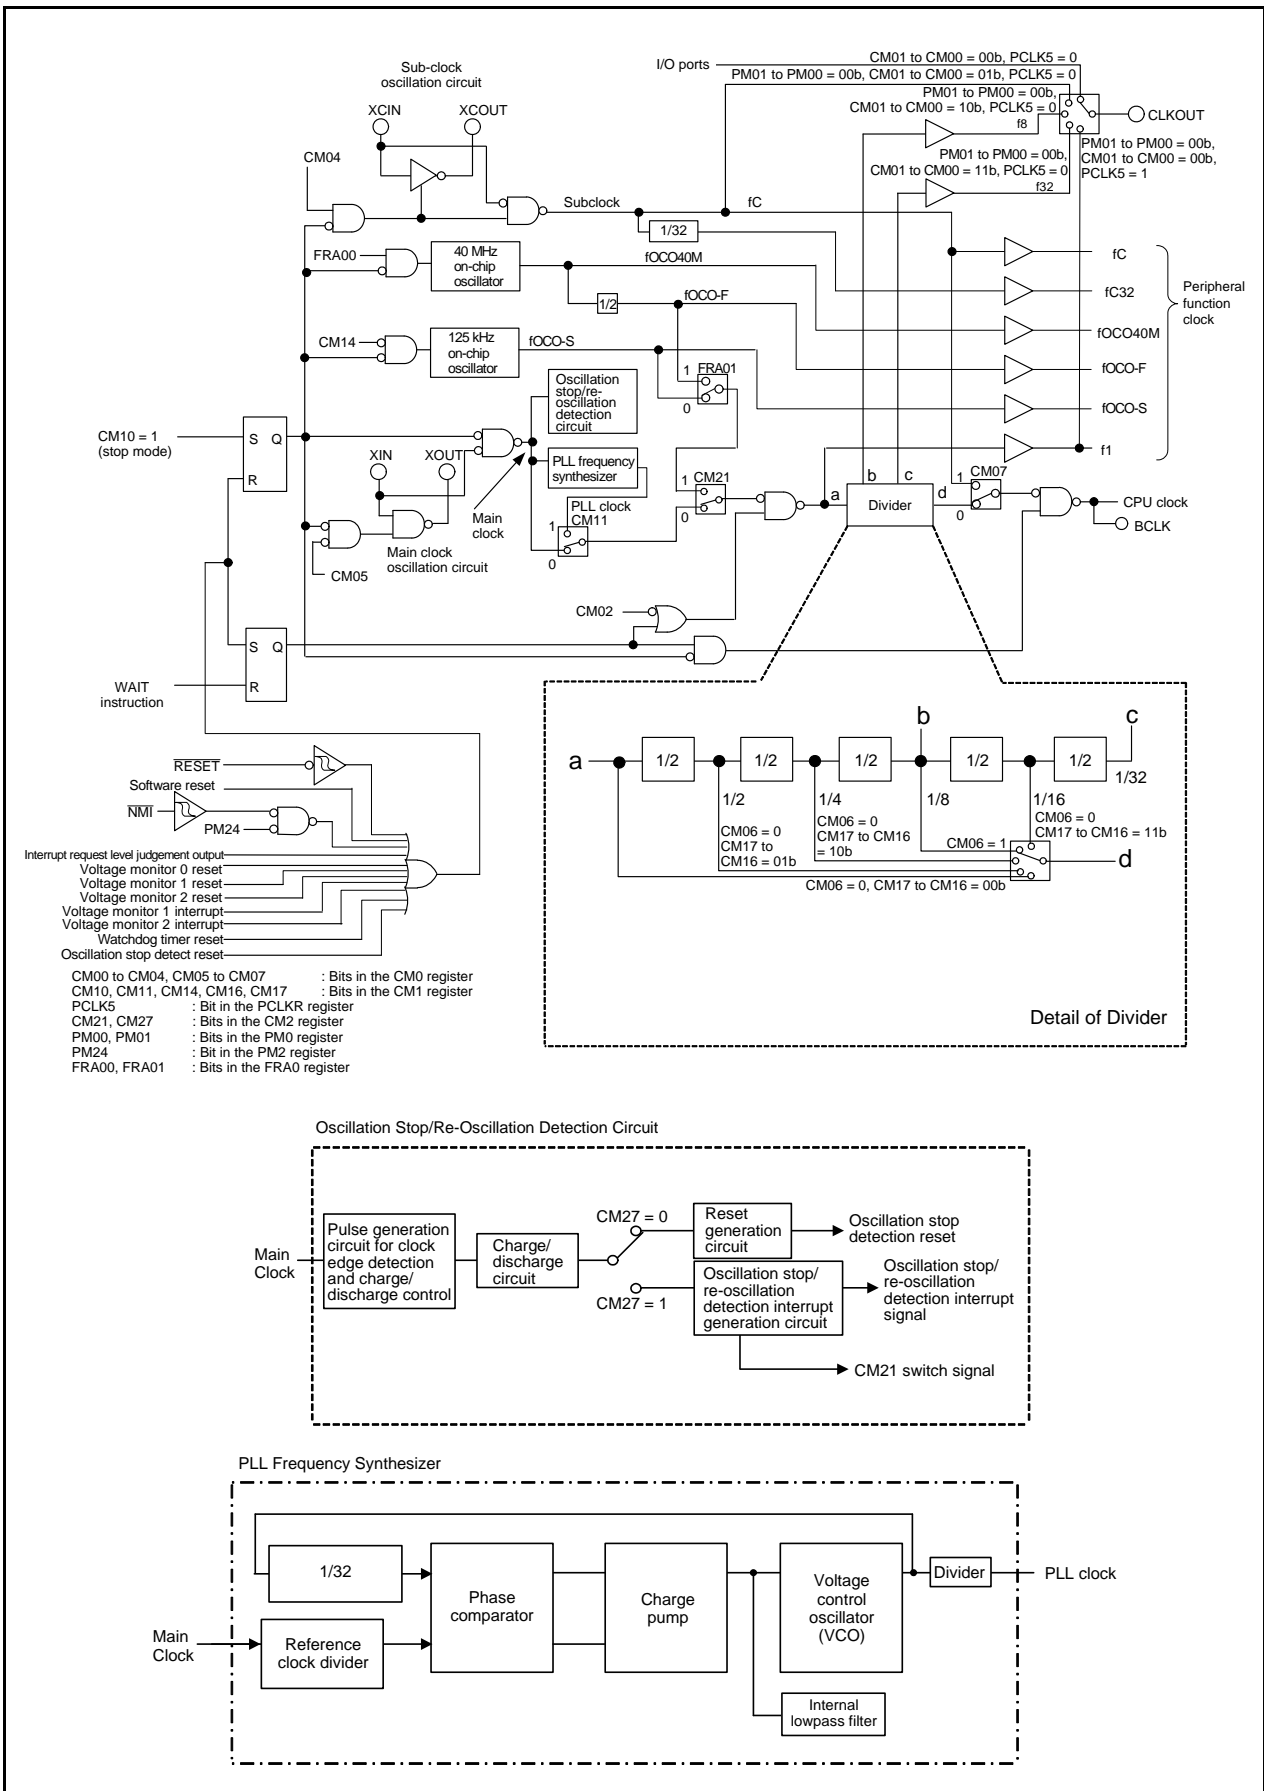 Sub-clock
oscillation circuit
XCIN
XCOUT
CM04
I/O ports
CM01 to CM00 = 00b, PCLK5 = 0
PM01 to PM00 = 00b, CM01 to CM00 = 01b, PCLK5 = 0
PM01 to PM00 = 00b,
CM01 to CM00 = 10b, PCLK5 = 0
f8
CLKOUT
PM01 to PM00 = 00b,
CM01 to CM00 = 11b, PCLK5 = 0
f32
PM01 to PM00 = 00b,
CM01 to CM00 = 00b,
PCLK5 = 1
Subclock
fC
1/32
FRA00
40 MHz
on-chip
oscillator
fOCO40M
1/2
fOCO-F
CM14
125 kHz
on-chip
oscillator
fOCO-S
1
FRA01
0
fC
fC32
fOCO40M
fOCO-F
fOCO-S
f1
Peripheral
function
clock
Oscillation
stop/re-
oscillation
detection
circuit
CM10 = 1
(stop mode)
S
Q
R
XIN
XOUT
PLL frequency
synthesizer
Main
clock
PLL clock
CM11
1
0
1
CM21
0
a
b
c
d
Divider
1
CM07
0
CPU clock
BCLK
Main clock
oscillation circuit
CM05
CM02
S
Q
R
WAIT
instruction
RESET
Software reset
NMI
PM24
Interrupt request level judgement output
Voltage monitor 0 reset
Voltage monitor 1 reset
Voltage monitor 2 reset
Voltage monitor 1 interrupt
Voltage monitor 2 interrupt
Watchdog timer reset
Oscillation stop detect reset
a
1/2
1/2
1/2
b
1/2
1/2
c
1/32
1/2
1/4
1/8
1/16
CM06 = 0
CM17 to
CM16 = 01b
CM06 = 0
CM17 to CM16
= 10b
CM06 = 1
CM06 = 0
CM17 to CM16 = 11b
d
CM06 = 0, CM17 to CM16 = 00b
Detail of Divider
CM00 to CM04, CM05 to CM07 : Bits in the CM0 register
CM10, CM11, CM14, CM16, CM17 : Bits in the CM1 register
PCLK5 : Bit in the PCLKR register
CM21, CM27 : Bits in the CM2 register
PM00, PM01 : Bits in the PM0 register
PM24 : Bit in the PM2 register
FRA00, FRA01 : Bits in the FRA0 register
Oscillation Stop/Re-Oscillation Detection Circuit
Main
Clock
Pulse generation
circuit for clock
edge detection
and charge/
discharge control
Charge/
discharge
circuit
CM27 = 0
CM27 = 1
Reset
generation
circuit
Oscillation stop
detection reset
Oscillation stop/
re-oscillation
detection interrupt
generation circuit
Oscillation stop/
re-oscillation
detection interrupt
signal
CM21 switch signal
PLL Frequency Synthesizer
1/32
Main
Clock
Reference
clock divider
Phase
comparator
Charge
pump
Voltage
control
oscillator
(VCO)
Divider
PLL clock
Internal
lowpass filter